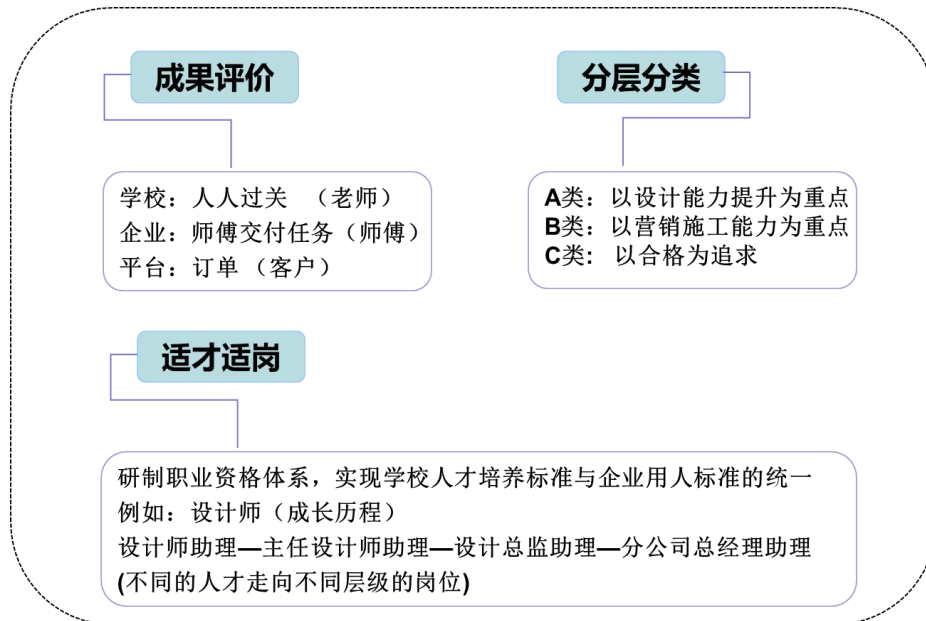 成果评价
学校：人人过关 （老师）
企业：师傅交付任务（师傅）
平台：订单 （客户）
分层分类
A类：以设计能力提升为重点
B类：以营销施工能力为重点
C类： 以合格为追求
适才适岗
研制职业资格体系，实现学校人才培养标准与企业用人标准的统一
例如：设计师（成长历程）
设计师助理—主任设计师助理—设计总监助理—分公司总经理助理
(不同的人才走向不同层级的岗位)